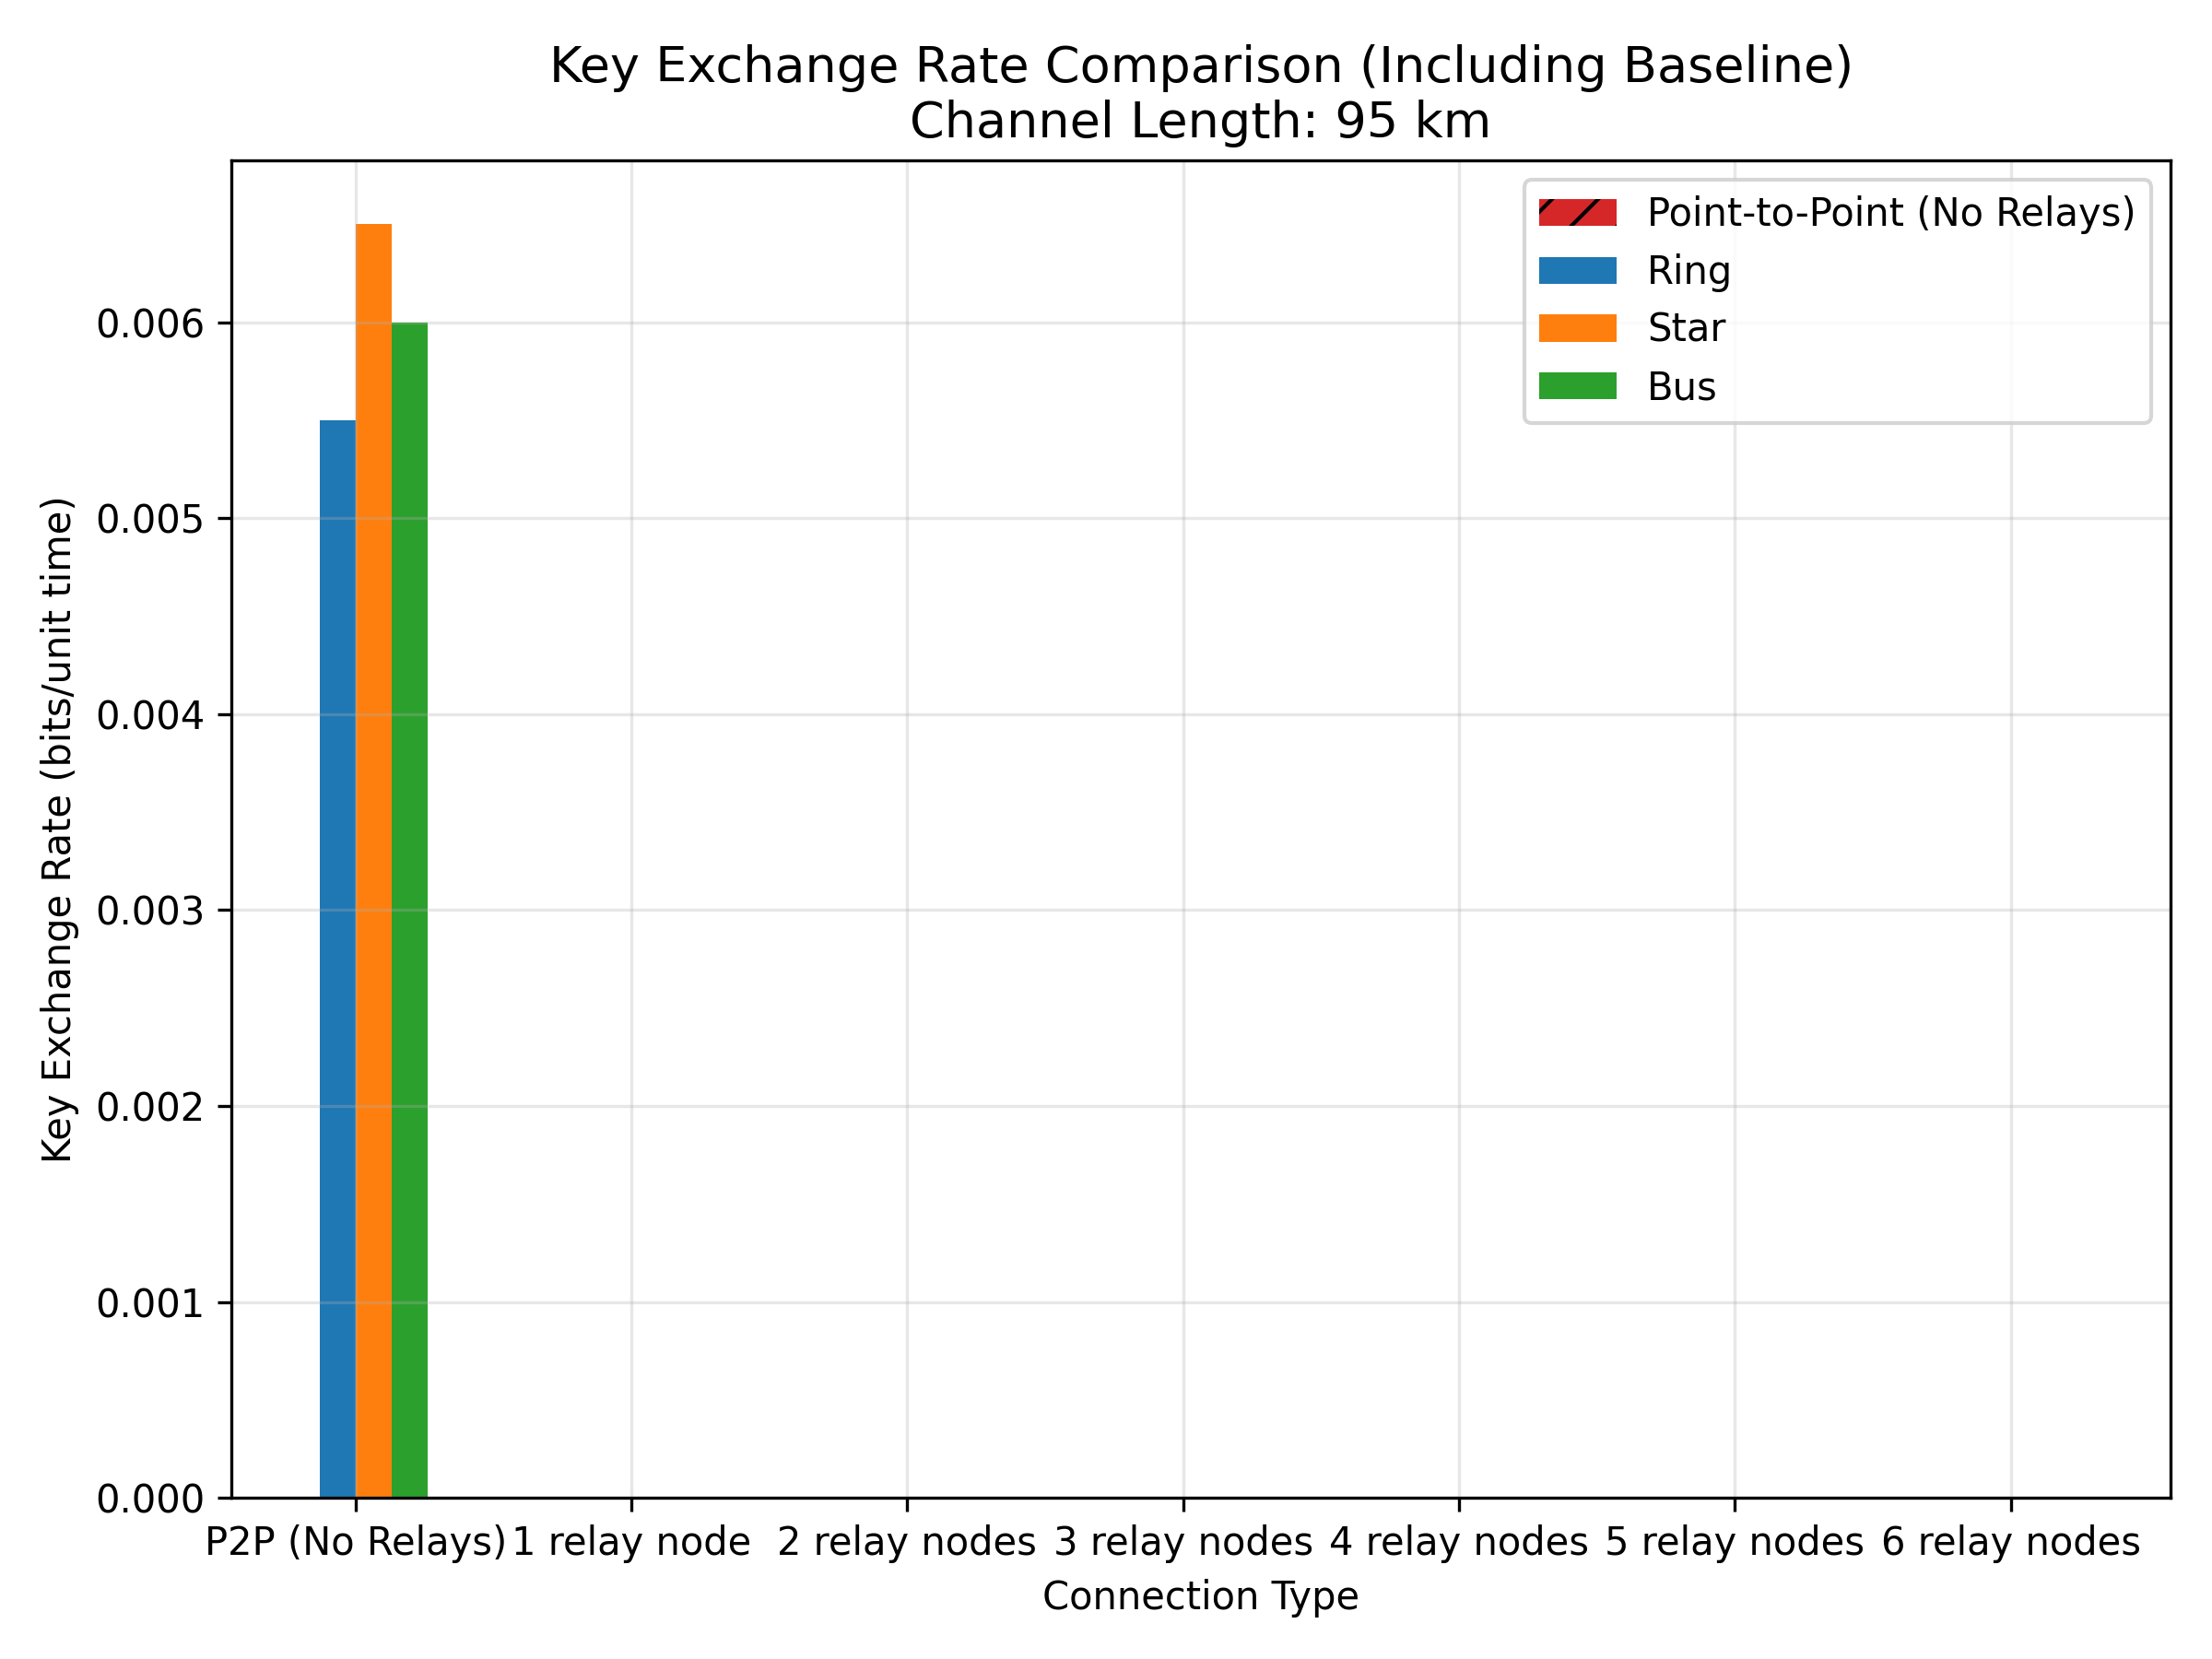 Key Exchange Rate Comparison (Including Baseline)
Channel Length: 95 km
Point-to-Point (No Relays)
Ring
Star
Bus
Key Exchange Rate (bits/unit time)
0.006
0.005
0.004
0.003
0.002
0.001
0.000
P2P (No Relays) 1 relay node 2 relay nodes 3 relay nodes 4 relay nodes 5 relay nodes 6 relay nodes
Connection Type